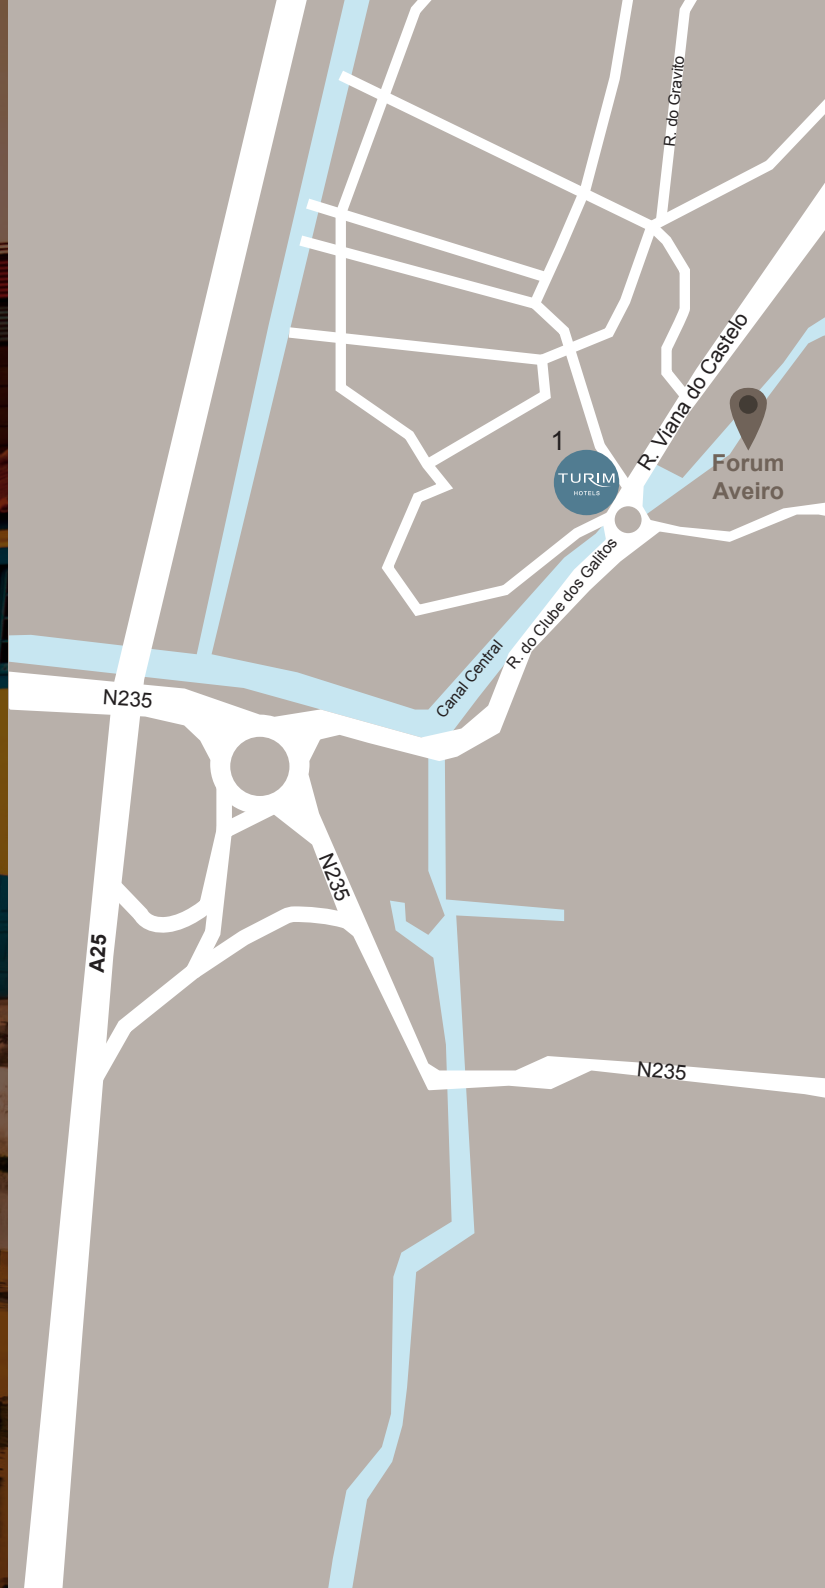 R. do Gravito
R. Viana do Castelo
1
TURIM
HOTELS
Forum
Aveiro
R. do Clube dos Galitos
Canal Central
N235
N235
A25
N235